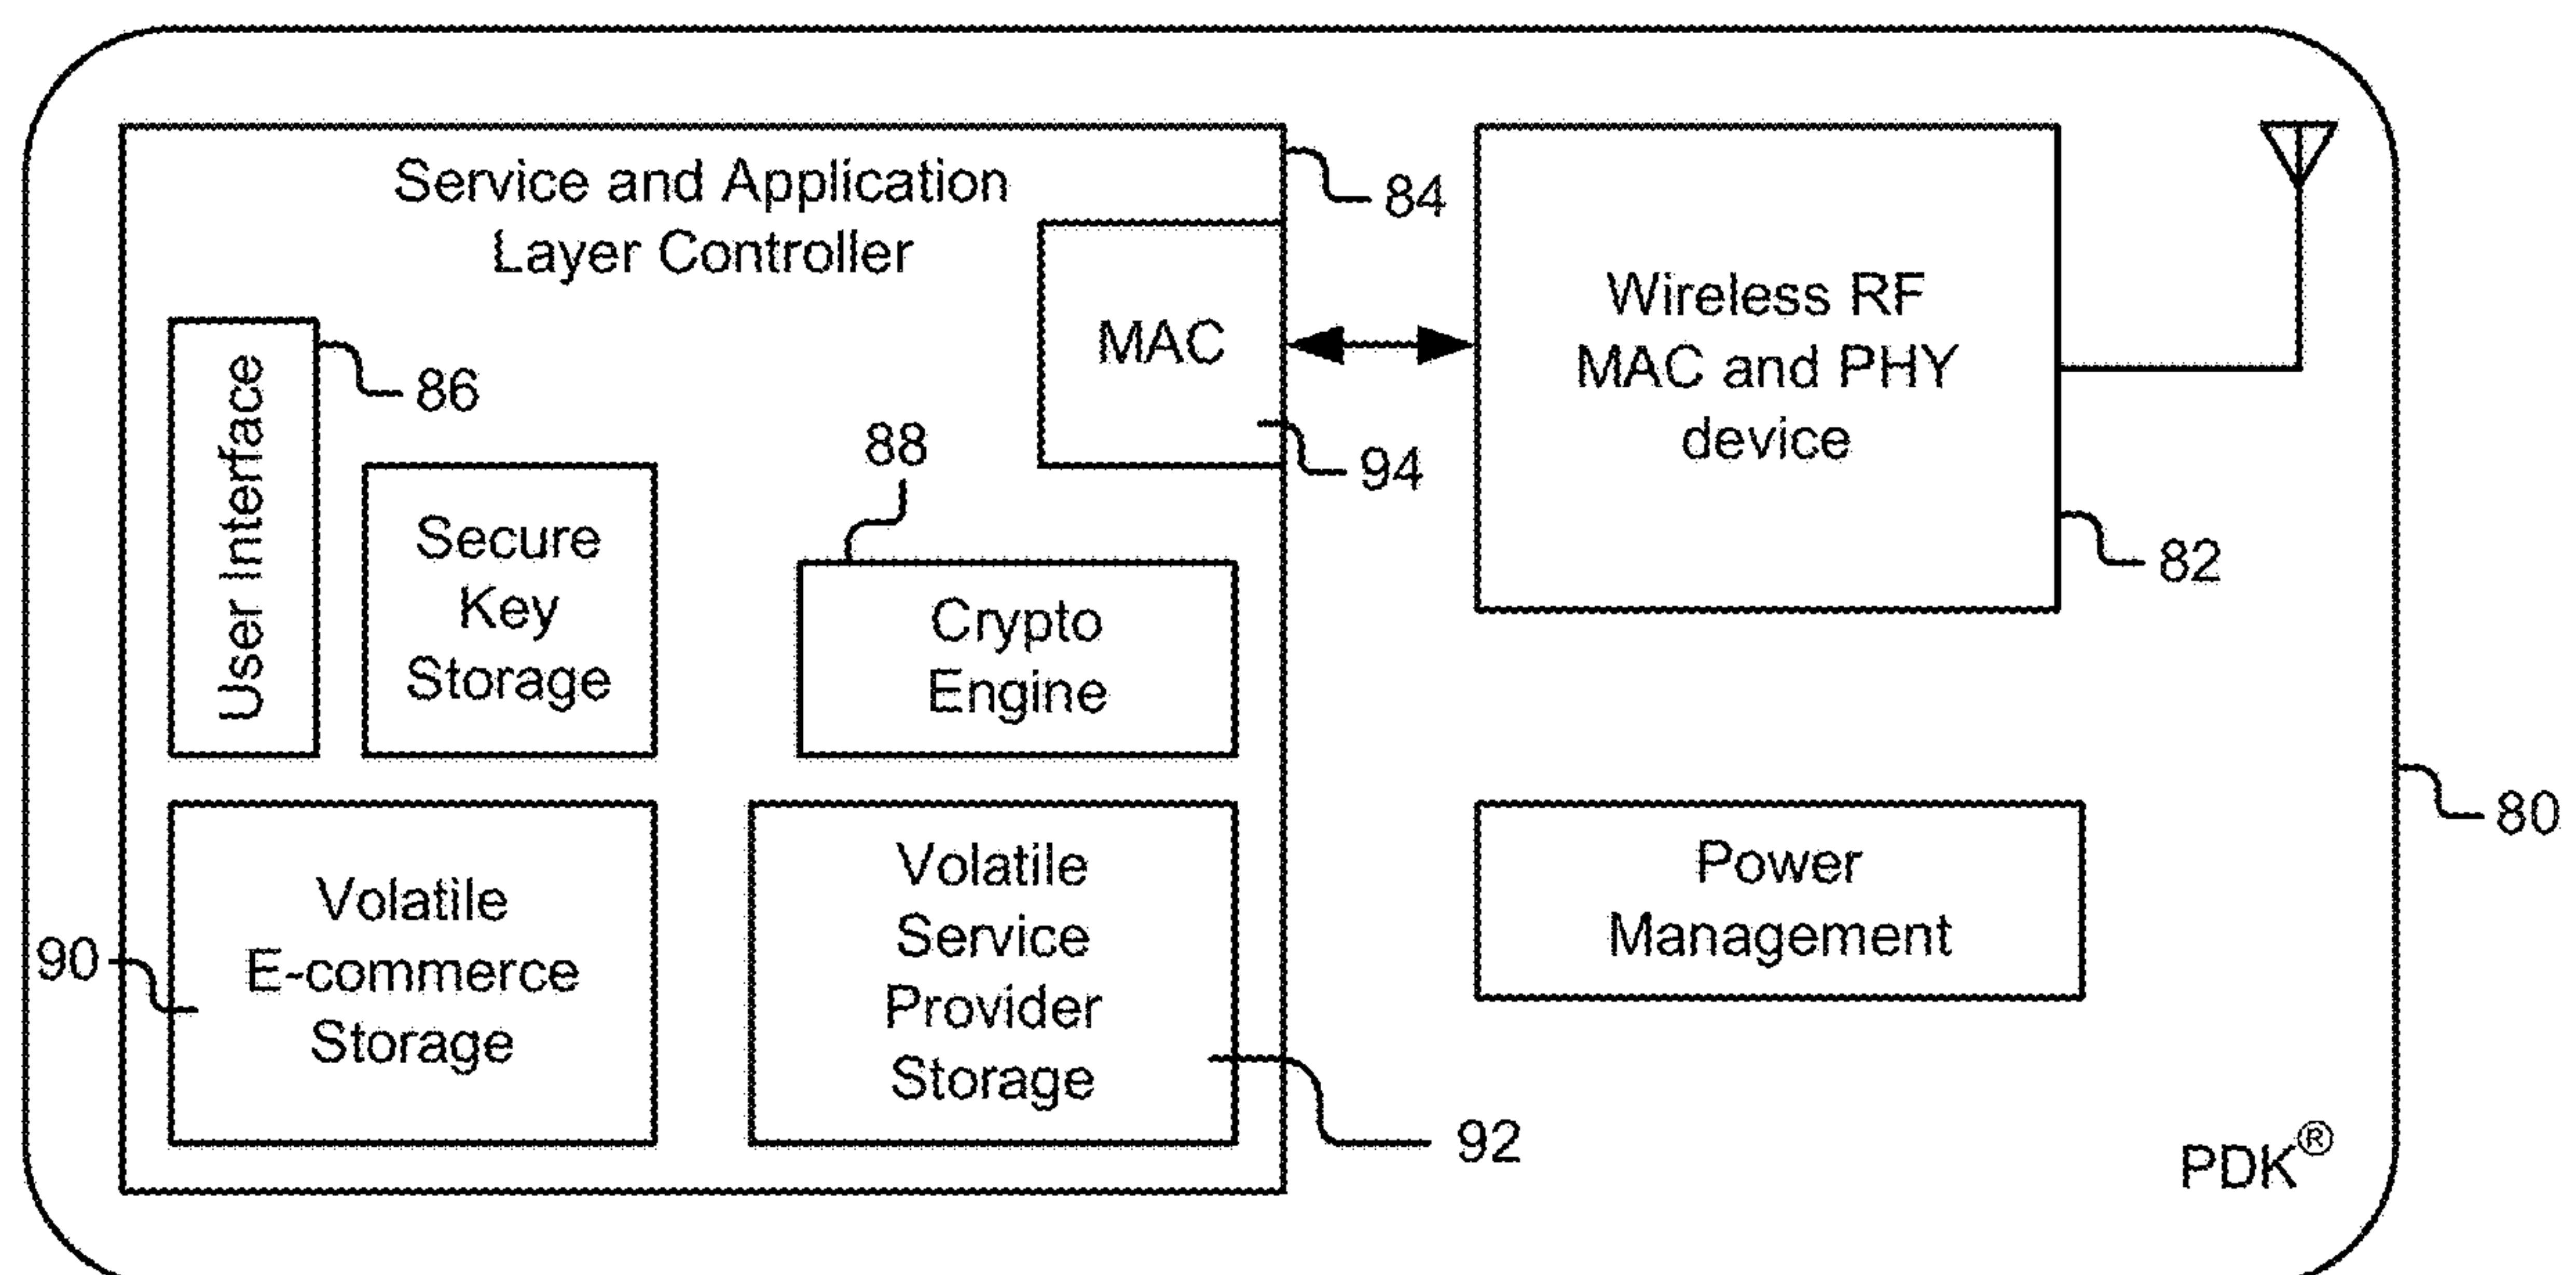 Service and Application
Layer Controller
84
MAC
Wireless RF
MAC and PHY
device
User Interface
86
88
94
Secure
Key
Storage
Crypto
Engine
82
80
Volatile
E-commerce
Storage
90
Volatile
Service
Provider
Storage
92
Power
Management
PDK®